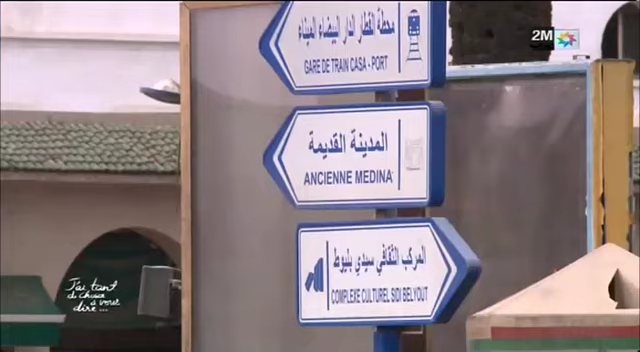 2M
محطة القطار الدار البيضاء الميناء
GARE DE TRAIN CASA - PORT
المدينة القديمة
ANCIENNE MEDINA
المركب الثقافي سيدي بليوط
COMPLEXE CULTUREL SIDI BELYOUT
J'ai tant
de choses
à vous
dire...